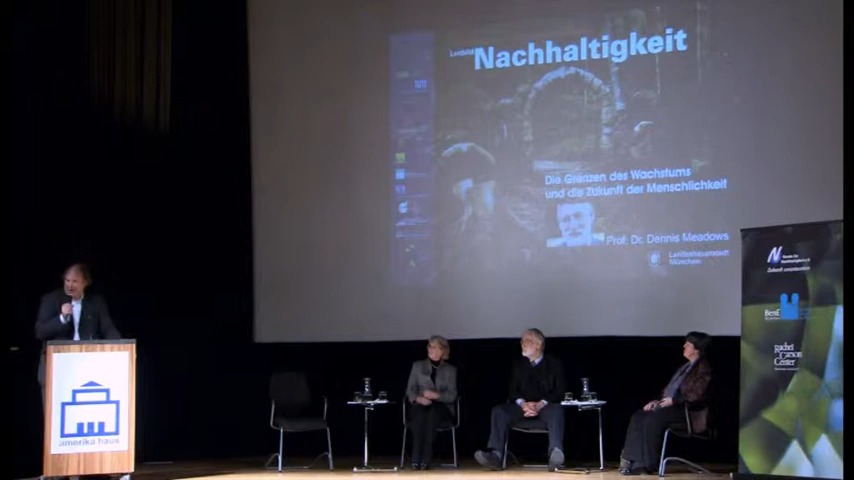 Nachhaltigkeit
Die Grenzen des Wachstums
und die Zukunft der Menschlichkeit
Prof. Dr. Dennis Meadows
Landeshauptstadt
München
amerika haus
BenE
Rachel
Carson
Center